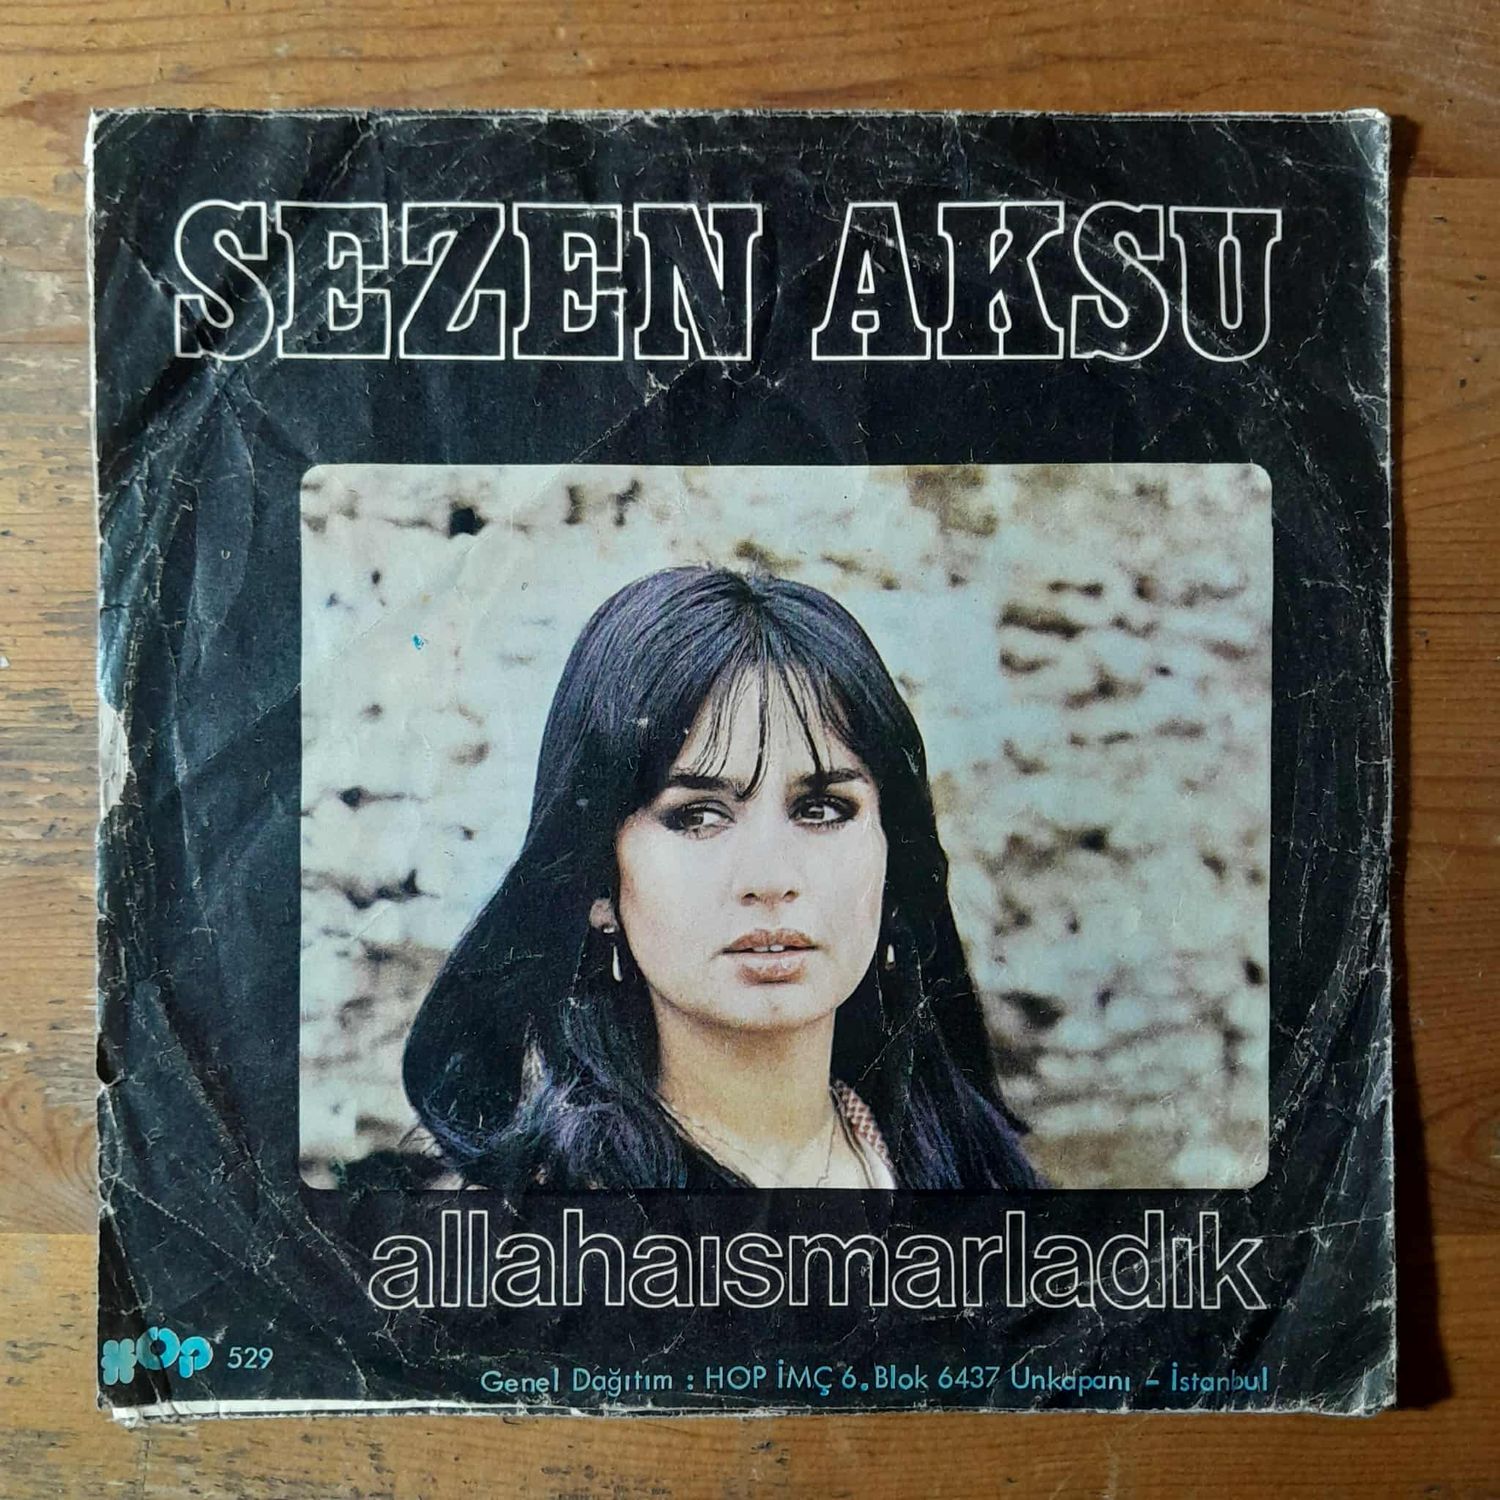 SEZEN AKSU
allahaısmarladık
HOP 529
Genel Dağıtım : HOP İMÇ 6. Blok 6437 Unkapanı - İstanbul